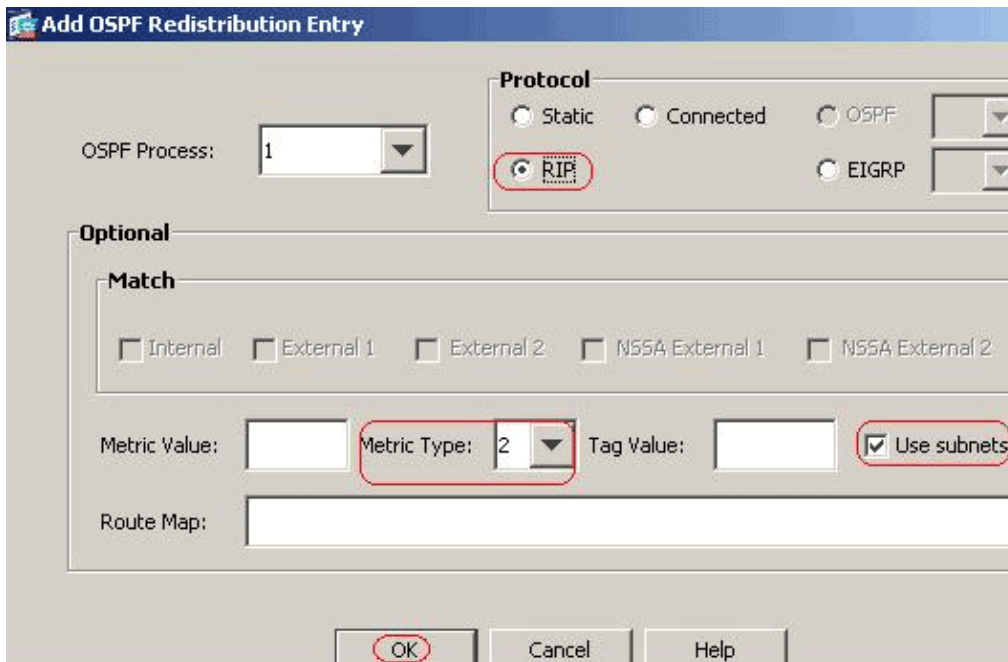 Add OSPF Redistribution Entry
Protocol
Static Connected OSPF
OSPF Process: 1
RIP EIGRP
Optional
Match
Internal External 1 External 2 NSSA External 1 NSSA External 2
Metric Value: Metric Type: 2 Tag Value: Use subnets
Route Map:
OK Cancel Help